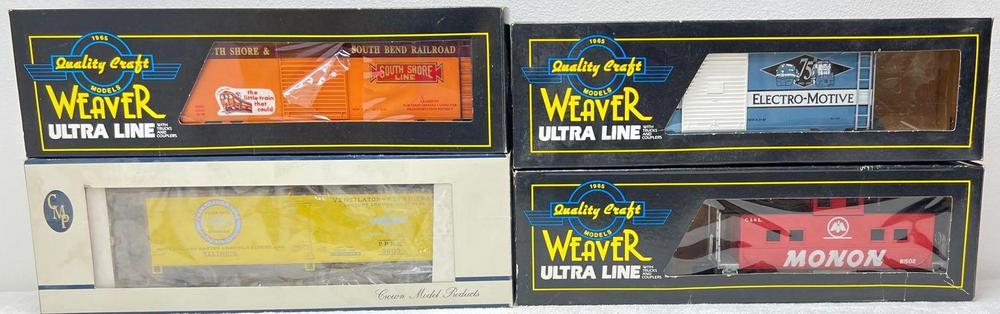 1965
Quality Craft
MODELS
WEAVER
ULTRA LINE
WITH TRUCKS AND COUPLERS
TH SHORE & SOUTH BEND RAILROAD
SOUTH SHORE
LINE
the
little train
that
could
1965
Quality Craft
MODELS
WEAVER
ULTRA LINE
WITH TRUCKS AND COUPLERS
75
ELECTRO-MOTIVE
CMP
VENTILATOR-REFRIGERA
ILLINOIS
Crown Model Products
1965
Quality Craft
MODELS
WEAVER
ULTRA LINE
WITH TRUCKS AND COUPLERS
C. I. & L.
MONON
81502